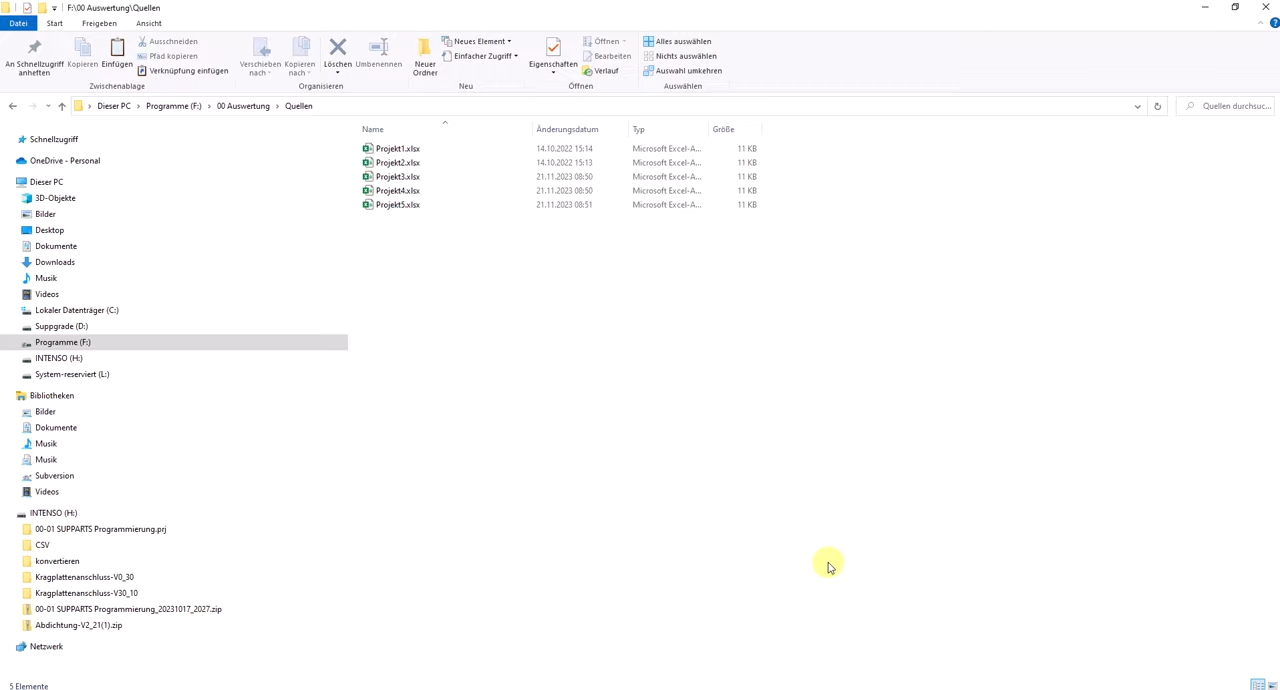 F:\00 Auswertung\Quellen
Datei Start Freigeben Ansicht
An Schnellzugriff anheften
Kopieren
Einfügen
Ausschneiden
Pfad kopieren
Verknüpfung einfügen
Zwischenablage
Verschieben nach
Kopieren nach
Löschen
Umbenennen
Organisieren
Neuer Ordner
Neues Element
Einfacher Zugriff
Neu
Eigenschaften
Öffnen
Bearbeiten
Verlauf
Öffnen
Alles auswählen
Nichts auswählen
Auswahl umkehren
Auswählen
Dieser PC > Programme (F:) > 00 Auswertung > Quellen
Quellen durchsuc...
Name Änderungsdatum Typ Größe
Projekt1.xlsx 14.10.2022 15:14 Microsoft Excel-A... 11 KB
Projekt2.xlsx 14.10.2022 15:13 Microsoft Excel-A... 11 KB
Projekt3.xlsx 21.11.2023 08:50 Microsoft Excel-A... 11 KB
Projekt4.xlsx 21.11.2023 08:50 Microsoft Excel-A... 11 KB
Projekt5.xlsx 21.11.2023 08:51 Microsoft Excel-A... 11 KB
Schnellzugriff
OneDrive - Personal
Dieser PC
3D-Objekte
Bilder
Desktop
Dokumente
Downloads
Musik
Videos
Lokaler Datenträger (C:)
Suppgrade (D:)
Programme (F:)
INTENSO (H:)
System-reserviert (L:)
Bibliotheken
Bilder
Dokumente
Musik
Musik
Subversion
Videos
INTENSO (H:)
00-01 SUPPARTS Programmierung.prj
CSV
konvertieren
Kragplattenanschluss-V0_30
Kragplattenanschluss-V30_10
00-01 SUPPARTS Programmierung_20231017_2027.zip
Abdichtung-V2_21(1).zip
Netzwerk
5 Elemente